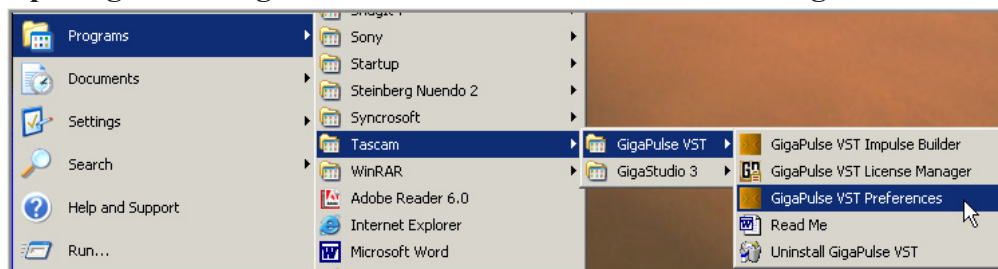 Programs
Documents
Settings
Search
Help and Support
Run...
Sony
Startup
Steinberg Nuendo 2
Syncrosoft
Tascam
WinRAR
Adobe Reader 6.0
Internet Explorer
Microsoft Word
GigaPulse VST
GigaStudio 3
GigaPulse VST Impulse Builder
GigaPulse VST License Manager
GigaPulse VST Preferences
Read Me
Uninstall GigaPulse VST